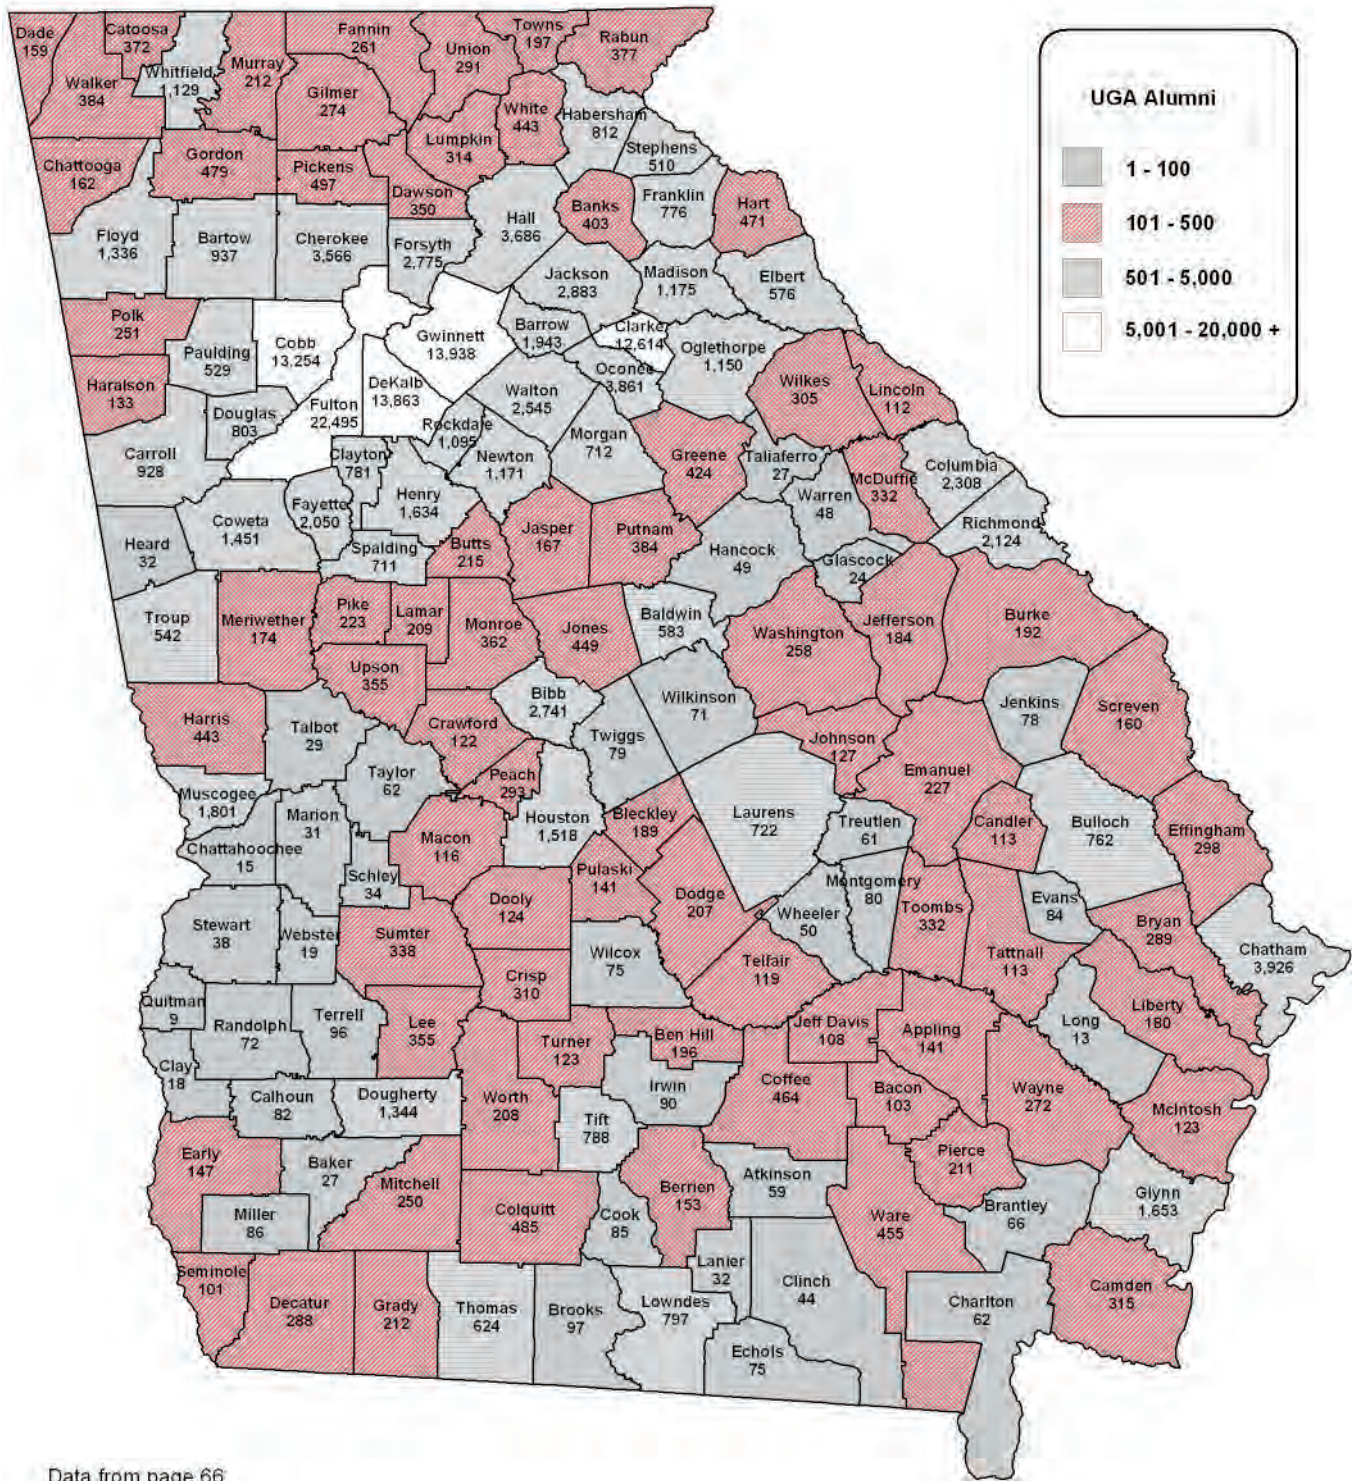 Dade
159
Catoosa
372
Walker
384
Whitfield
1,129
Murray
212
Fannin
261
Gilmer
274
Union
291
Towns
197
Rabun
377
White
443
Lumpkin
314
Habersham
812
Stephens
510
Chattooga
162
Gordon
479
Pickens
497
Dawson
350
Hall
3,686
Banks
403
Franklin
776
Hart
471
Floyd
1,336
Bartow
937
Cherokee
3,566
Forsyth
2,775
Jackson
2,883
Madison
1,175
Elbert
576
Polk
251
Paulding
529
Cobb
13,254
Gwinnett
13,938
Barrow
1,943
Clarke
12,614
Oconee
3,861
Oglethorpe
1,150
Haralson
133
Douglas
803
Fulton
22,495
DeKalb
13,863
Rockdale
1,095
Walton
2,545
Morgan
712
Wilkes
305
Lincoln
112
Carroll
928
Clayton
781
Henry
1,634
Newton
1,171
Greene
424
Taliaferro
27
Warren
48
McDuffie
332
Columbia
2,308
Richmond
2,124
Heard
32
Coweta
1,451
Fayette
2,050
Spalding
711
Butts
215
Jasper
167
Putnam
384
Hancock
49
Glascock
24
Troup
542
Meriwether
174
Pike
223
Lamar
209
Monroe
362
Jones
449
Baldwin
583
Washington
258
Jefferson
184
Burke
192
Upson
355
Harris
443
Talbot
29
Crawford
122
Bibb
2,741
Twiggs
79
Wilkinson
71
Johnson
127
Jenkins
78
Screven
160
Muscogee
1,801
Marion
31
Taylor
62
Peach
293
Houston
1,518
Bleckley
189
Laurens
722
Emanuel
227
Treutlen
61
Candler
113
Bulloch
762
Effingham
298
Chattahoochee
15
Schley
34
Macon
116
Dooly
124
Pulaski
141
Dodge
207
Wheeler
50
Montgomery
80
Toombs
332
Tattnall
113
Evans
84
Bryan
289
Chatham
3,926
Stewart
38
Webster
19
Sumter
338
Crisp
310
Wilcox
75
Telfair
119
Quitman
9
Randolph
72
Terrell
96
Lee
355
Turner
123
Ben Hill
196
Jeff Davis
108
Appling
141
Long
13
Liberty
180
Clay
18
Calhoun
82
Dougherty
1,344
Worth
208
Tift
788
Irwin
90
Coffee
464
Bacon
103
Wayne
272
McIntosh
123
Early
147
Baker
27
Mitchell
250
Colquitt
485
Cook
85
Berrien
153
Atkinson
59
Ware
455
Pierce
211
Brantley
66
Glynn
1,653
Miller
86
Seminole
101
Decatur
288
Grady
212
Thomas
624
Brooks
97
Lowndes
797
Lanier
32
Clinch
44
Echols
75
Charlton
62
Camden
315
UGA Alumni
1 - 100
101 - 500
501 - 5,000
5,001 - 20,000 +
Data from page 66